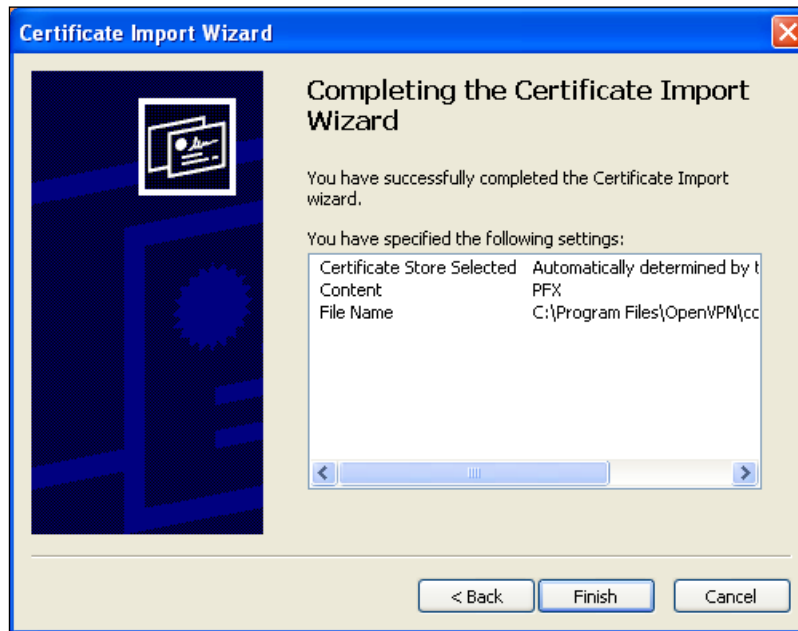 Certificate Import Wizard
Completing the Certificate Import
Wizard
You have successfully completed the Certificate Import
wizard.
You have specified the following settings:
Certificate Store Selected Automatically determined by t
Content PFX
File Name C:\Program Files\OpenVPN\cc
< Back Finish Cancel